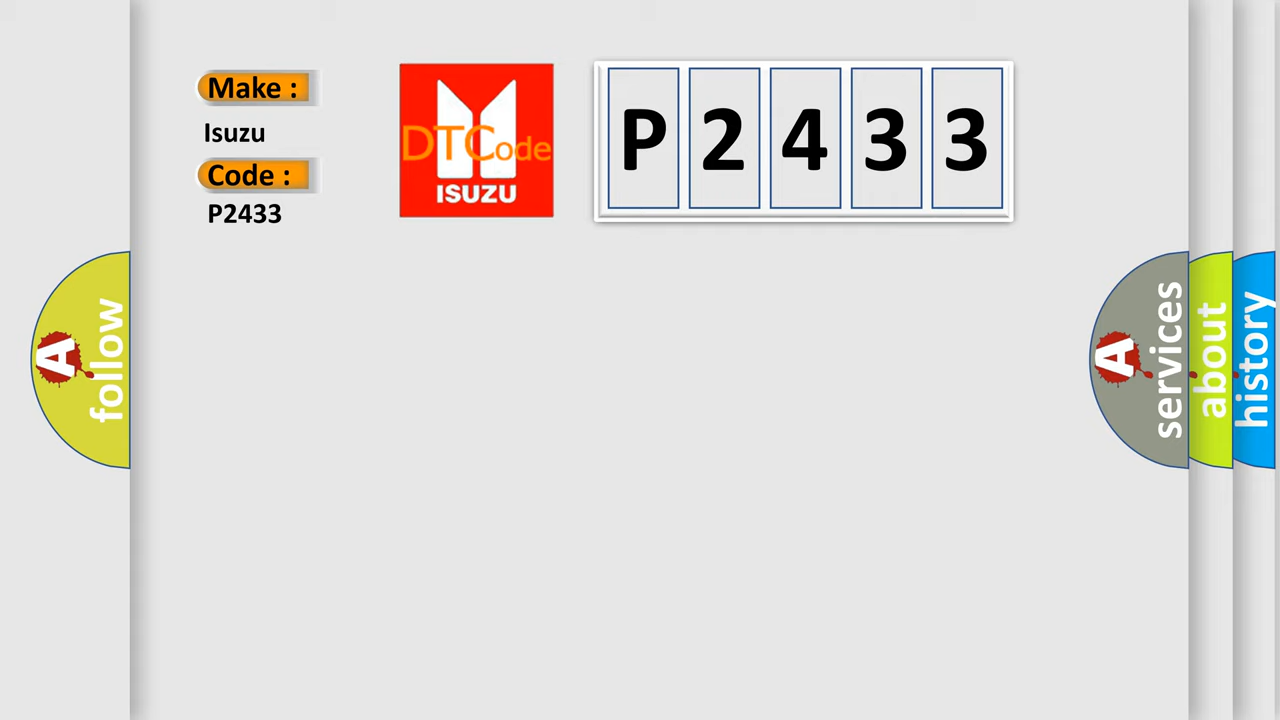 Make :
Isuzu
Code :
P2433
DTCode
ISUZU
P 2 4 3 3
A follow
A services
about
history